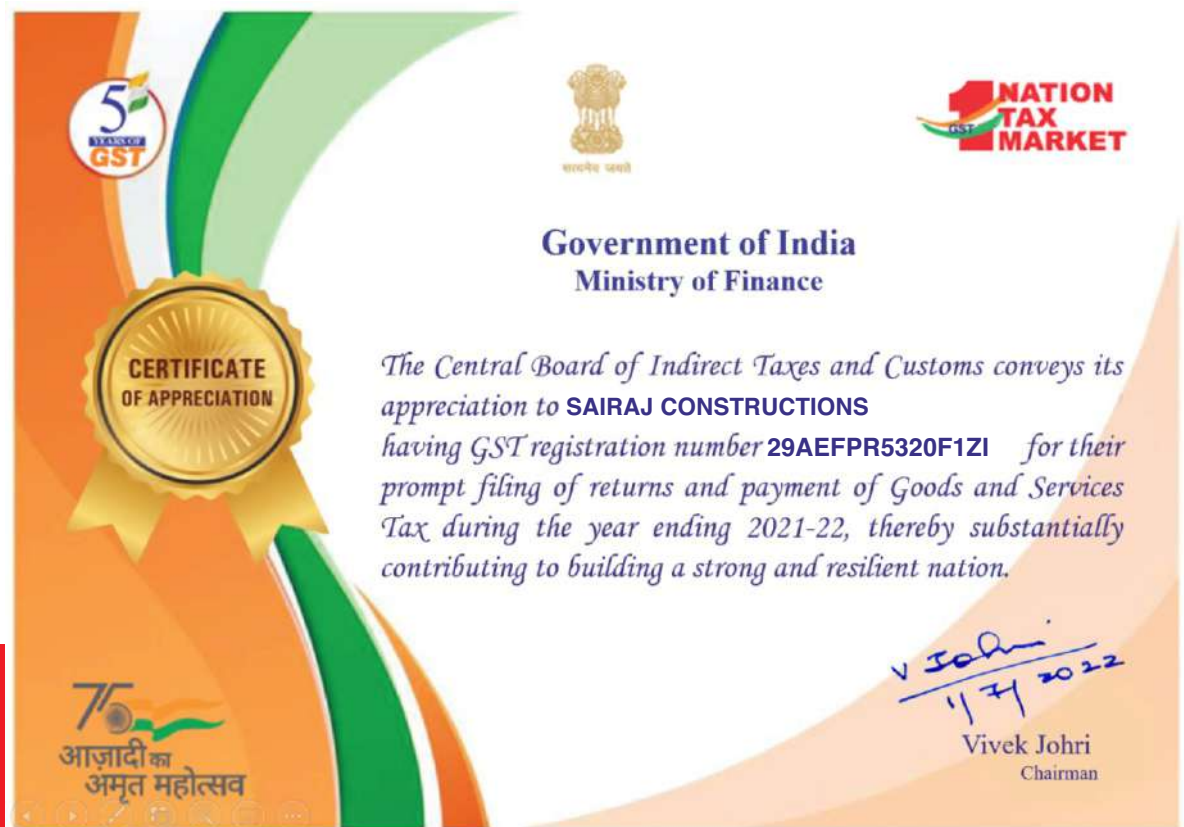 5
YEARS OF
GST
सत्यमेव जयते
1 NATION
TAX
MARKET
GST
Government of India
Ministry of Finance
CERTIFICATE
OF APPRECIATION
The Central Board of Indirect Taxes and Customs conveys its
appreciation to SAIRAJ CONSTRUCTIONS
having GST registration number 29AEFPR5320F1ZI for their
prompt filing of returns and payment of Goods and Services
Tax during the year ending 2021-22, thereby substantially
contributing to building a strong and resilient nation.
V Johri
1/7/2022
Vivek Johri
Chairman
75
आज़ादी का
अमृत महोत्सव